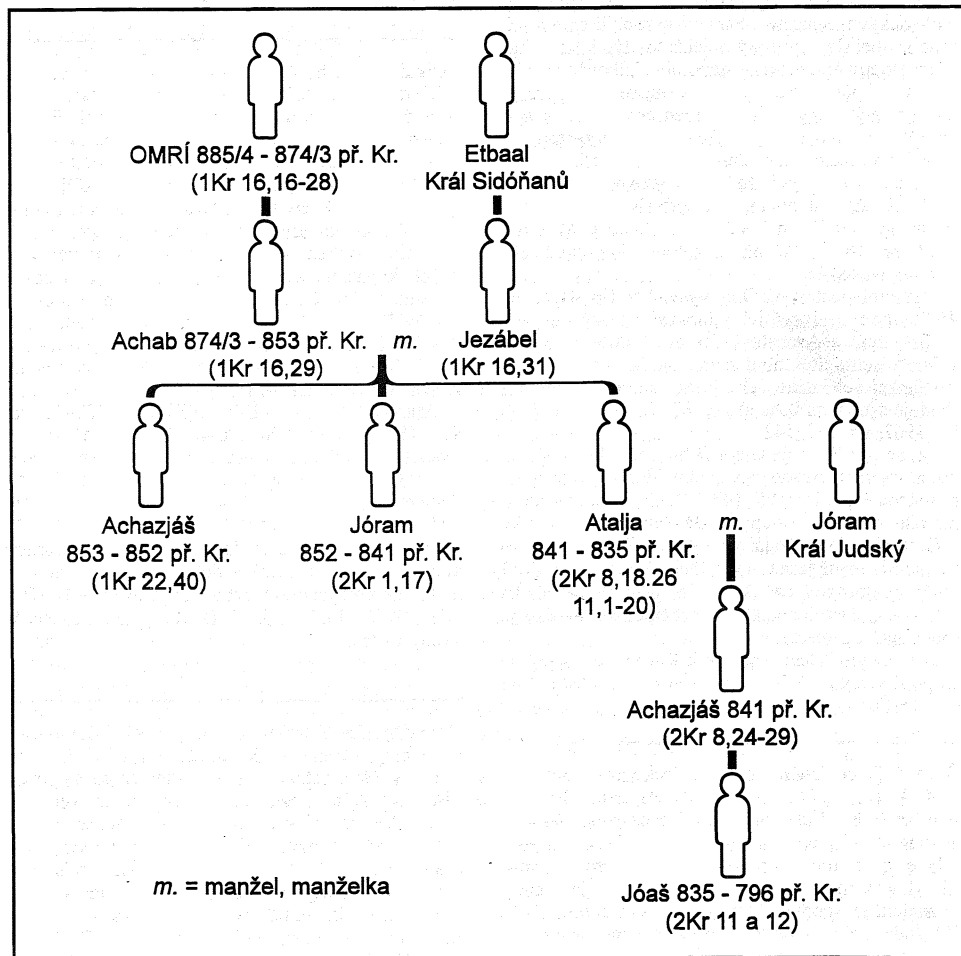 OMRÍ 885/4 - 874/3 př. Kr.
(1Kr 16,16-28)
Etbaal
Král Sidóňanů
Achab 874/3 - 853 př. Kr.
(1Kr 16,29)
m.
Jezábel
(1Kr 16,31)
Achazjáš
853 - 852 př. Kr.
(1Kr 22,40)
Jóram
852 - 841 př. Kr.
(2Kr 1,17)
Atalja
841 - 835 př. Kr.
(2Kr 8,18.26
11,1-20)
m.
Jóram
Král Judský
Achazjáš 841 př. Kr.
(2Kr 8,24-29)
Jóaš 835 - 796 př. Kr.
(2Kr 11 a 12)
m. = manžel, manželka